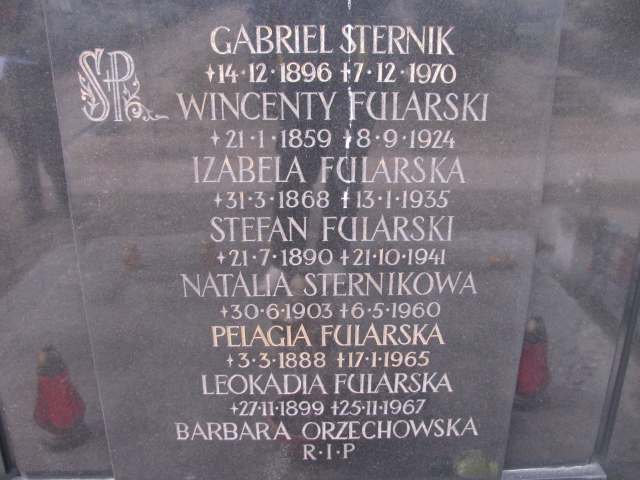 GABRIEL STERNIK
Ś.P. +14·12·1896 +7·12·1970
WINCENTY FULARSKI
+21·1·1859 +8·9·1924
IZABELA FULARSKA
+31·3·1868 +13·1·1935
STEFAN FULARSKI
+21·7·1890 +21·10·1941
NATALIA STERNIKOWA
+30·6·1903 +6·5·1960
PELAGIA FULARSKA
+3·3·1888 +17·1·1965
LEOKADIA FULARSKA
+27·11·1899 +25·11·1967
BARBARA ORZECHOWSKA
R·I·P